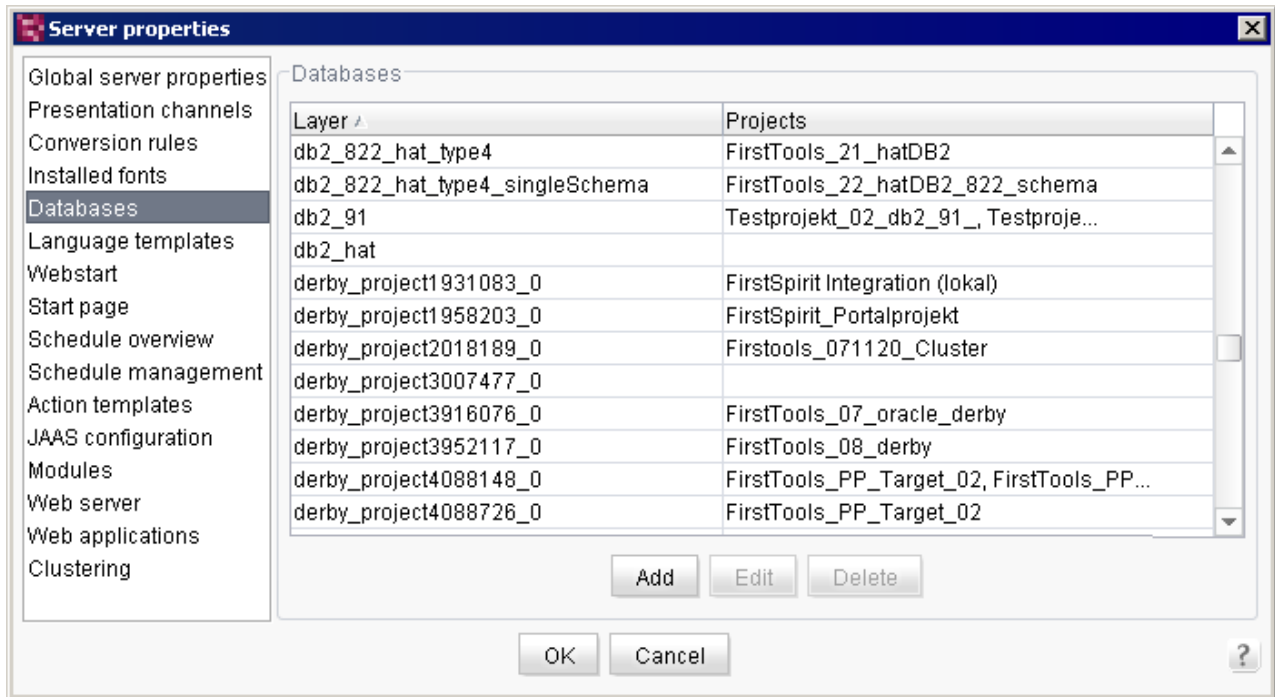 Server properties
Global server properties
Presentation channels
Conversion rules
Installed fonts
Databases
Language templates
Webstart
Start page
Schedule overview
Schedule management
Action templates
JAAS configuration
Modules
Web server
Web applications
Clustering
Databases
Layer Projects
db2_822_hat_type4 FirstTools_21_hatDB2
db2_822_hat_type4_singleSchema FirstTools_22_hatDB2_822_schema
db2_91 Testprojekt_02_db2_91_, Testproje...
db2_hat
derby_project1931083_0 FirstSpirit Integration (lokal)
derby_project1958203_0 FirstSpirit_Portalprojekt
derby_project2018189_0 Firstools_071120_Cluster
derby_project3007477_0
derby_project3916076_0 FirstTools_07_oracle_derby
derby_project3952117_0 FirstTools_08_derby
derby_project4088148_0 FirstTools_PP_Target_02, FirstTools_PP...
derby_project4088726_0 FirstTools_PP_Target_02
Add Edit Delete
OK Cancel ?